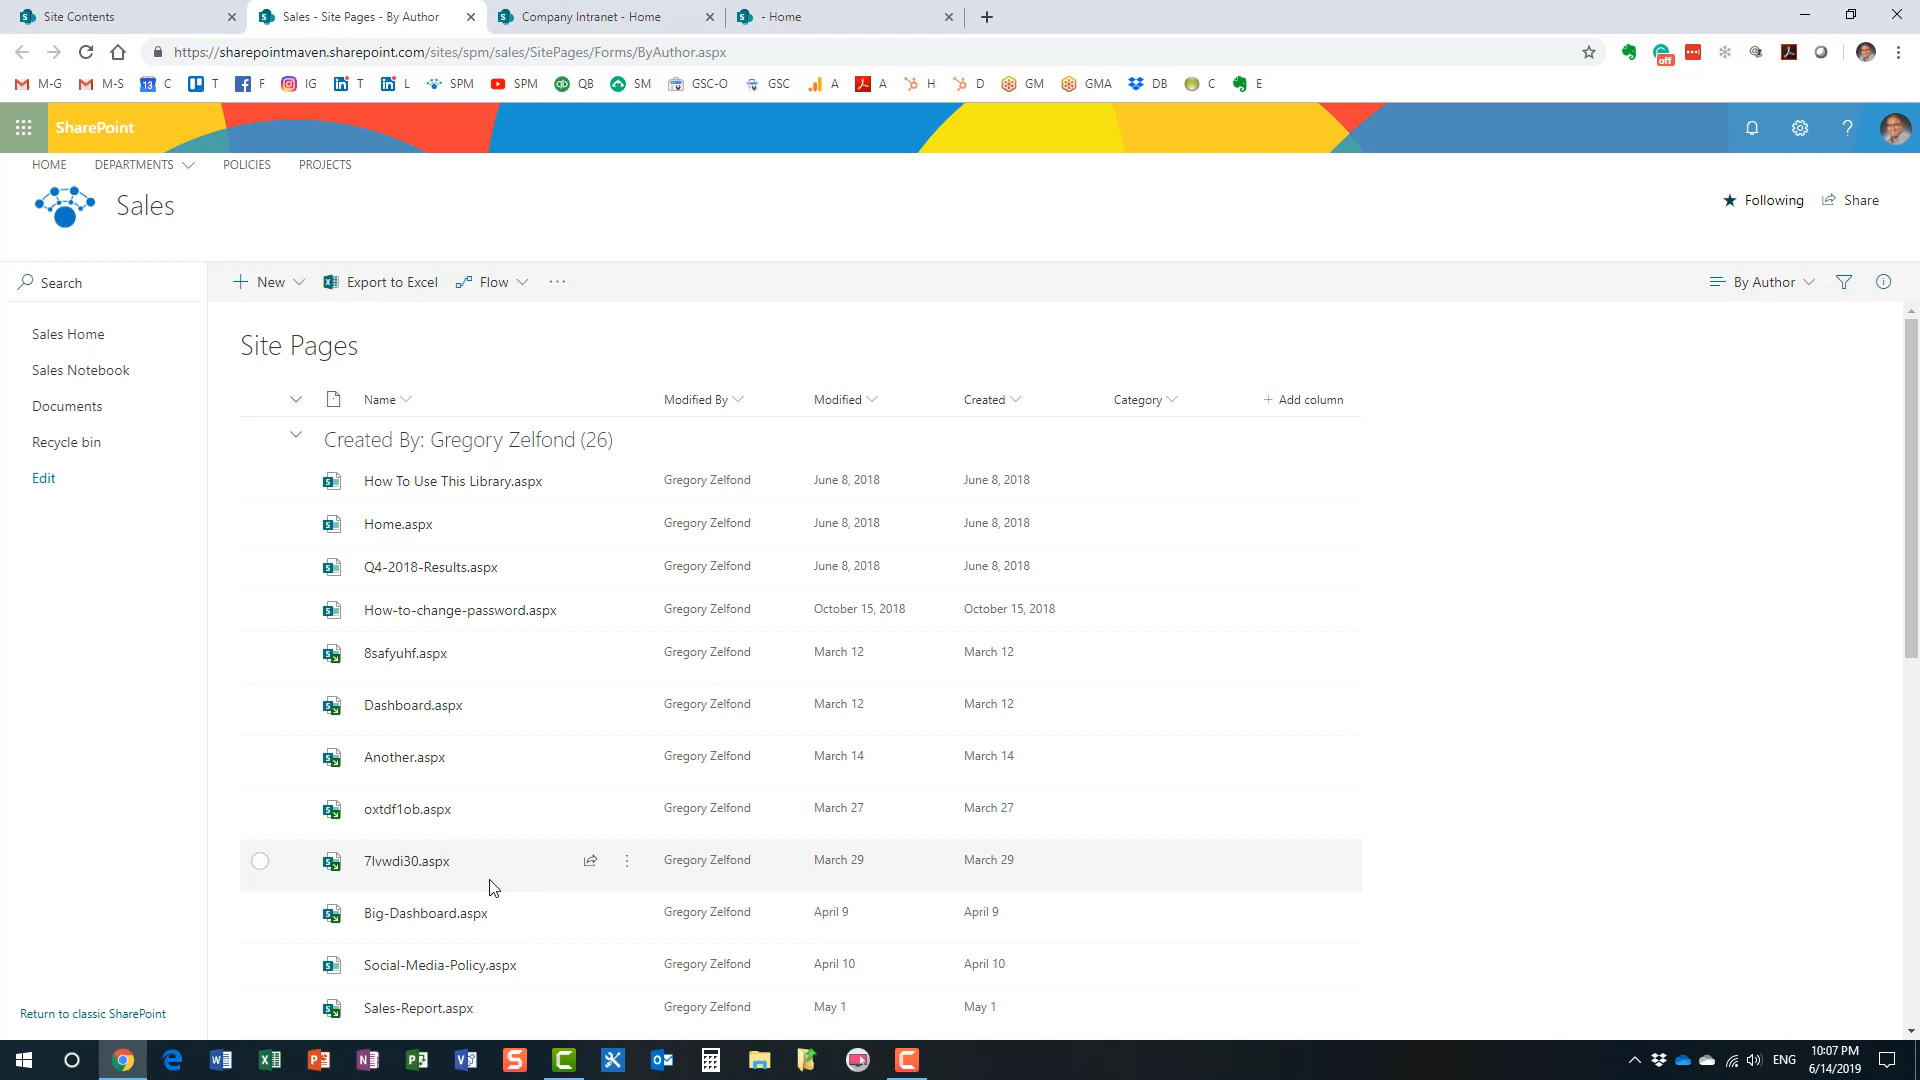 Site Contents
Sales - Site Pages - By Author
Company Intranet - Home
- Home
https://sharepointmaven.sharepoint.com/sites/spm/sales/SitePages/Forms/ByAuthor.aspx
off
M-G M-S 13 C T F IG T L SPM SPM QB SM GSC-O GSC A A H D GM GMA DB C E
SharePoint
HOME DEPARTMENTS POLICIES PROJECTS
Sales
Following Share
Search
New Export to Excel Flow ··· By Author
Sales Home
Sales Notebook
Documents
Recycle bin
Edit
Return to classic SharePoint
Site Pages
Name Modified By Modified Created Category + Add column
Created By: Gregory Zelfond (26)
How To Use This Library.aspx Gregory Zelfond June 8, 2018 June 8, 2018
Home.aspx Gregory Zelfond June 8, 2018 June 8, 2018
Q4-2018-Results.aspx Gregory Zelfond June 8, 2018 June 8, 2018
How-to-change-password.aspx Gregory Zelfond October 15, 2018 October 15, 2018
8safyuhf.aspx Gregory Zelfond March 12 March 12
Dashboard.aspx Gregory Zelfond March 12 March 12
Another.aspx Gregory Zelfond March 14 March 14
oxtdf1ob.aspx Gregory Zelfond March 27 March 27
7lvwdi30.aspx Gregory Zelfond March 29 March 29
Big-Dashboard.aspx Gregory Zelfond April 9 April 9
Social-Media-Policy.aspx Gregory Zelfond April 10 April 10
Sales-Report.aspx Gregory Zelfond May 1 May 1
ENG
10:07 PM
6/14/2019